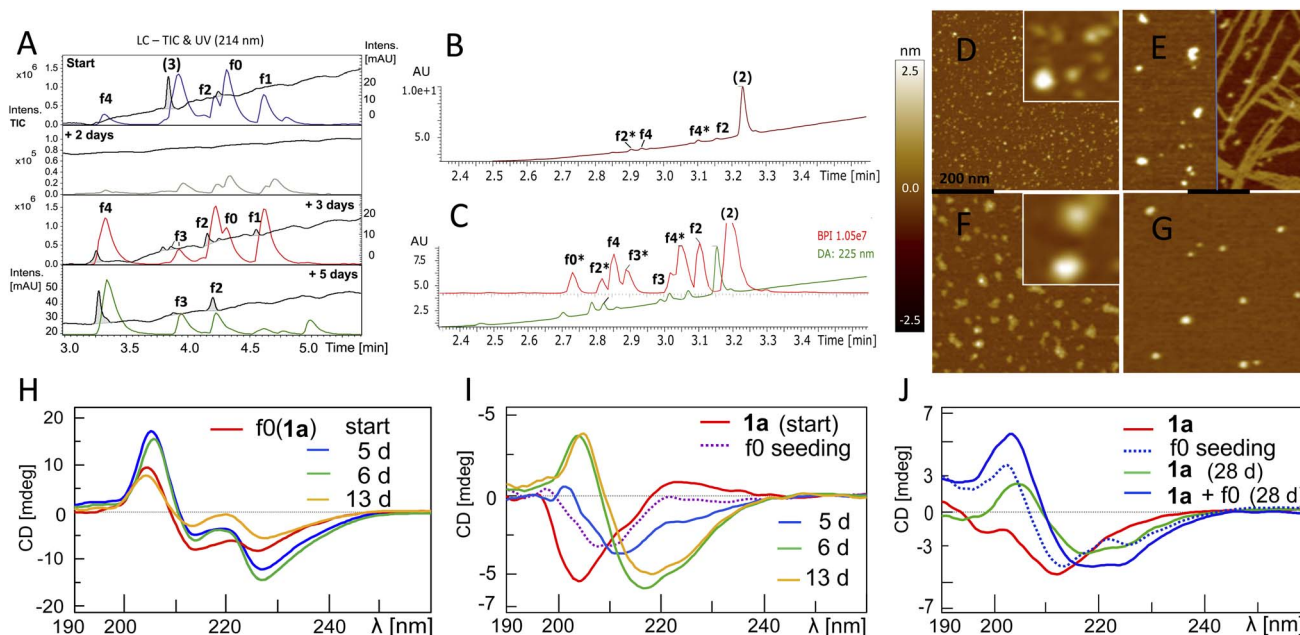 A
LC – TIC & UV (214 nm)
Intens.
[mAU]
x10⁶
Start
(3)
f0
f4
f2
f1
1.5
1.0
0.5
0.0
20
10
0
Intens.
TIC
+ 2 days
x10⁵
1.0
0.8
0.6
0.4
0.2
0.0
+ 3 days
x10⁶
f4
f3
f2
f0
f1
1.5
1.0
0.5
0.0
20
10
0
Intens.
[mAU]
+ 5 days
f3
f2
50
40
30
20
3.0 3.5 4.0 4.5 5.0 Time [min]
B
AU
1.0e+1
5.0
f2* f4 f4* f2 (2)
2.4 2.5 2.6 2.7 2.8 2.9 3.0 3.1 3.2 3.3 3.4
Time [min]
C
AU
75
5.0
2.5
f0* f2* f4 f3* f3 f4* f2 (2)
BPI 1.05e7
DA: 225 nm
2.4 2.5 2.6 2.7 2.8 2.9 3.0 3.1 3.2 3.3 3.4
Time [min]
nm
2.5
0.0
-2.5
D
E
200 nm
F
G
H
CD [mdeg]
20
10
0
-10
-20
f0(1a) start
5 d
6 d
13 d
190 200 220 240 λ [nm]
I
CD [mdeg]
-5
0
5
-7
1a (start)
f0 seeding
5 d
6 d
13 d
190 200 220 240 λ [nm]
J
CD [mdeg]
7
3
0
-3
-7
1a
f0 seeding
1a (28 d)
1a + f0 (28 d)
190 200 220 240 λ [nm]